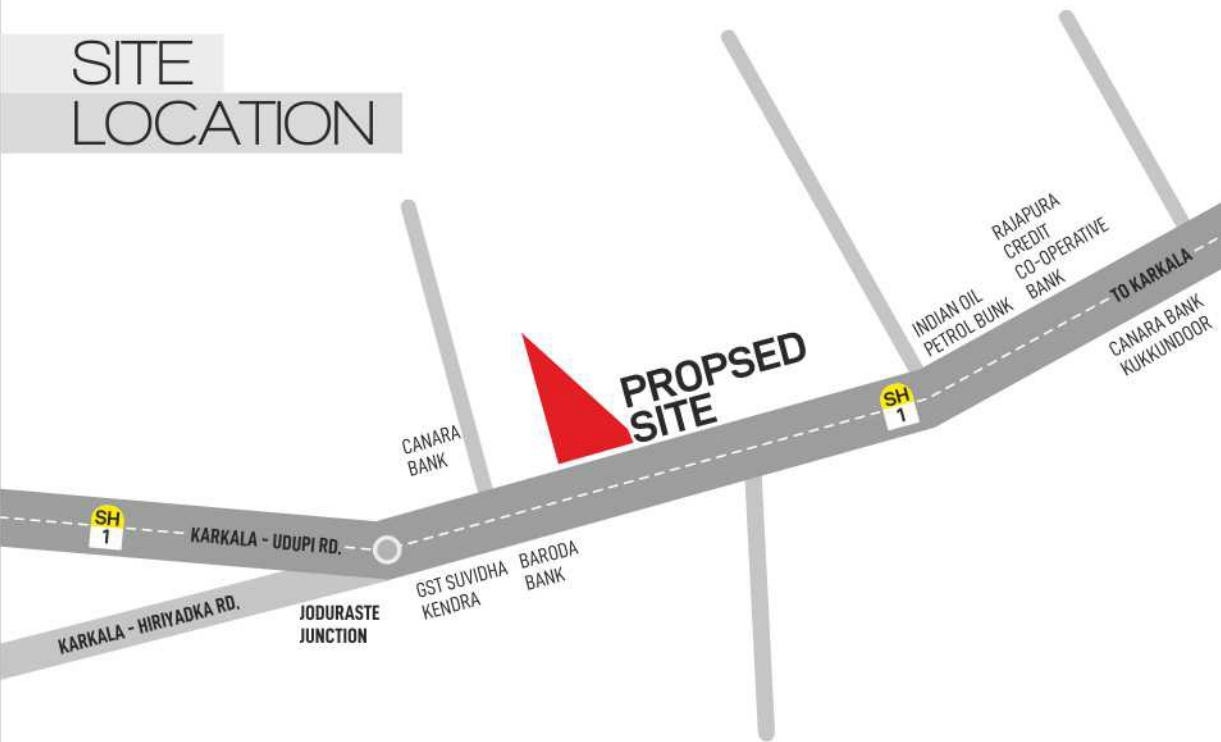 SITE
LOCATION
RAJAPURA
CREDIT
CO-OPERATIVE
BANK
TO KARKALA
INDIAN OIL
PETROL BUNK
CANARA BANK
KUKKUNDOOR
PROPSED
SITE
SH
1
CANARA
BANK
SH
1
KARKALA - UDUPI RD.
GST SUVIDHA
KENDRA
BARODA
BANK
KARKALA - HIRIYADKA RD.
JODURASTE
JUNCTION